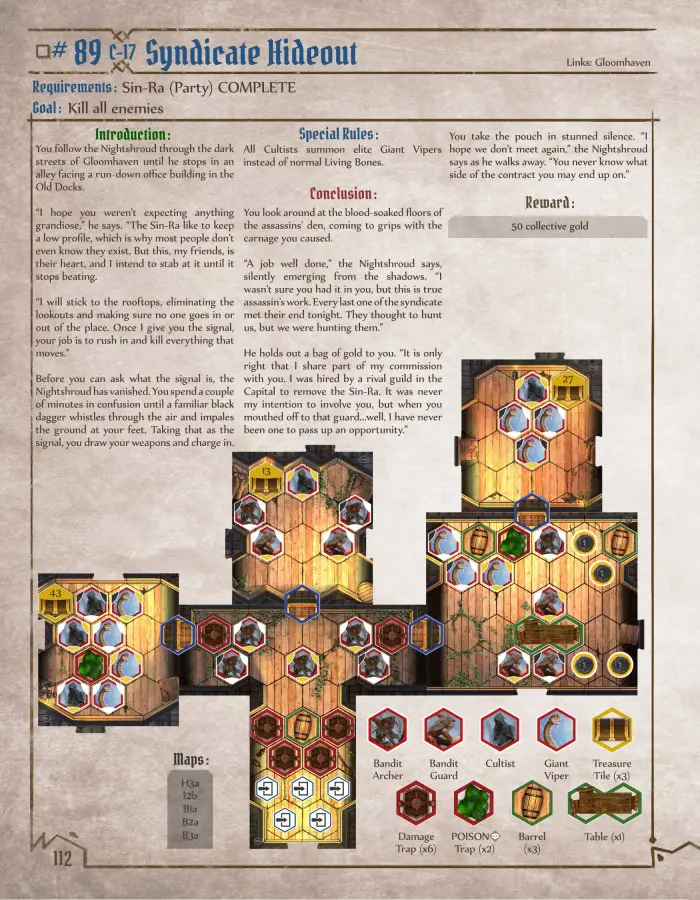 # 89 C-17 Syndicate Hideout
Links: Gloomhaven
Requirements: Sin-Ra (Party) COMPLETE
Goal: Kill all enemies
Introduction:
You follow the Nightshroud through the dark
streets of Gloomhaven until he stops in an
alley facing a run-down office building in the
Old Docks.
"I hope you weren't expecting anything
grandiose," he says. "The Sin-Ra like to keep
a low profile, which is why most people don't
even know they exist. But this, my friends, is
their heart, and I intend to stab at it until it
stops beating.
"I will stick to the rooftops, eliminating the
lookouts and making sure no one goes in or
out of the place. Once I give you the signal,
your job is to rush in and kill everything that
moves."
Before you can ask what the signal is, the
Nightshroud has vanished. You spend a couple
of minutes in confusion until a familiar black
dagger whistles through the air and impales
the ground at your feet. Taking that as the
signal, you draw your weapons and charge in.
Special Rules:
All Cultists summon elite Giant Vipers
instead of normal Living Bones.
Conclusion:
You look around at the blood-soaked floors of
the assassins' den, coming to grips with the
carnage you caused.
"A job well done," the Nightshroud says,
silently emerging from the shadows. "I
wasn't sure you had it in you, but this is true
assassin's work. Every last one of the syndicate
met their end tonight. They thought to hunt
us, but we were hunting them."
He holds out a bag of gold to you. "It is only
right that I share part of my commission
with you. I was hired by a rival guild in the
Capital to remove the Sin-Ra. It was never
my intention to involve you, but when you
mouthed off to that guard...well, I have never
been one to pass up an opportunity."
You take the pouch in stunned silence. "I
hope we don't meet again," the Nightshroud
says as he walks away. "You never know what
side of the contract you may end up on."
Reward:
50 collective gold
27
13
43
1
1
1
1
Maps:
H3a
I2b
B1a
B2a
B3a
Bandit
Archer
Bandit
Guard
Cultist
Giant
Viper
Treasure
Tile (x3)
Damage
Trap (x6)
POISON
Trap (x2)
Barrel
(x3)
Table (x1)
112